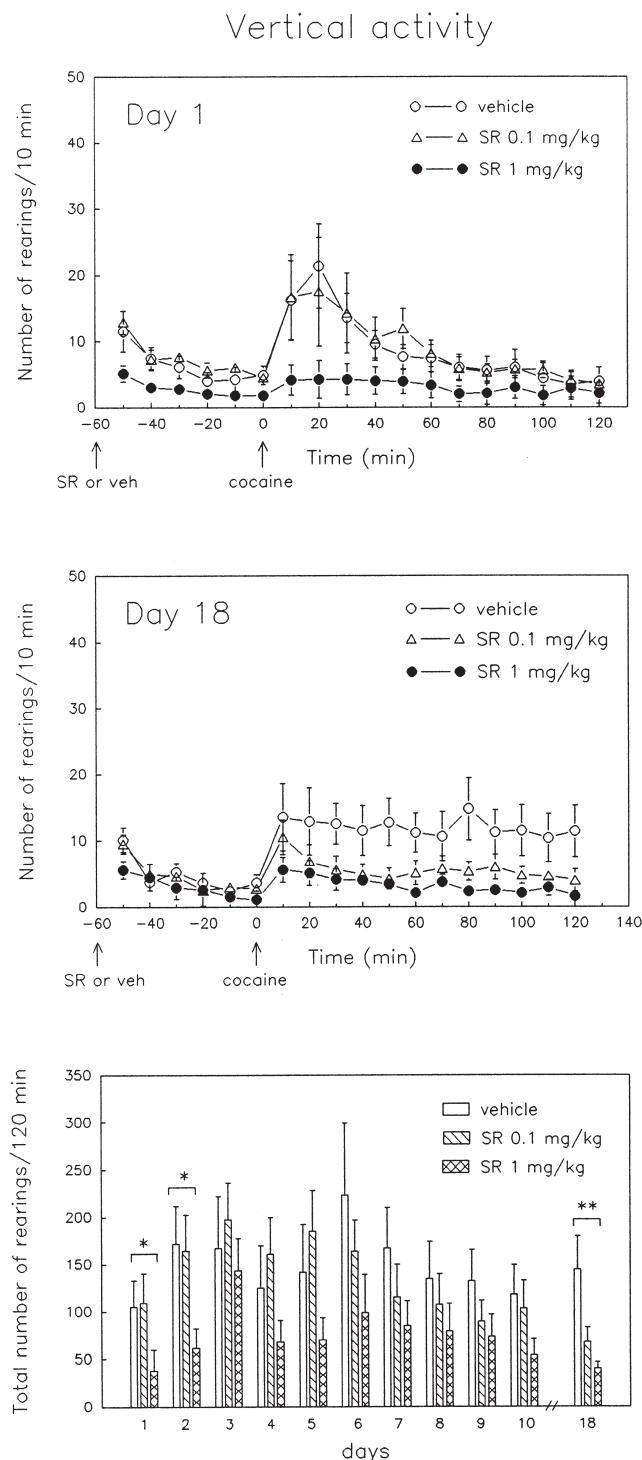 Vertical activity
Number of rearings/10 min
50
40
30
20
10
0
Day 1
vehicle
SR 0.1 mg/kg
SR 1 mg/kg
−60 −40 −20 0 20 40 60 80 100 120
Time (min)
SR or veh
cocaine
Number of rearings/10 min
50
40
30
20
10
0
Day 18
vehicle
SR 0.1 mg/kg
SR 1 mg/kg
−60 −40 −20 0 20 40 60 80 100 120 140
Time (min)
SR or veh
cocaine
Total number of rearings/120 min
350
300
250
200
150
100
50
0
vehicle
SR 0.1 mg/kg
SR 1 mg/kg
*
*
**
1 2 3 4 5 6 7 8 9 10 // 18
days